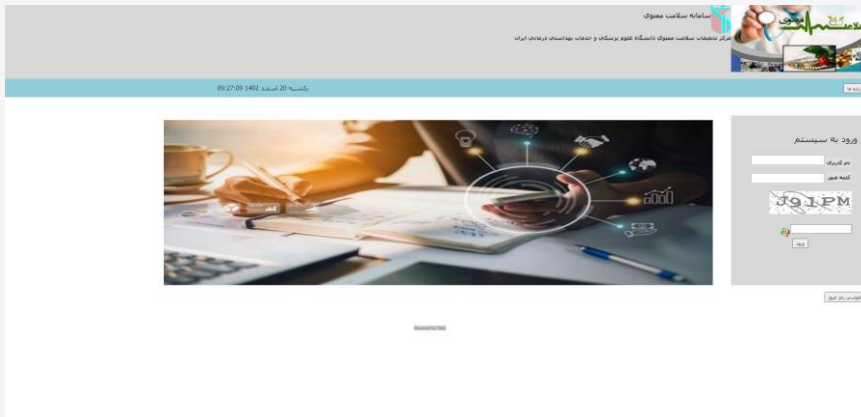 سامانه سلامت معنوی
مرکز تحقیقات سلامت معنوی دانشگاه علوم پزشکی و خدمات بهداشتی درمانی ایران
یکشنبه 20 اسفند 1402 09:27:09
ورود به سیستم
نام کاربری
کلمه عبور
J91PM